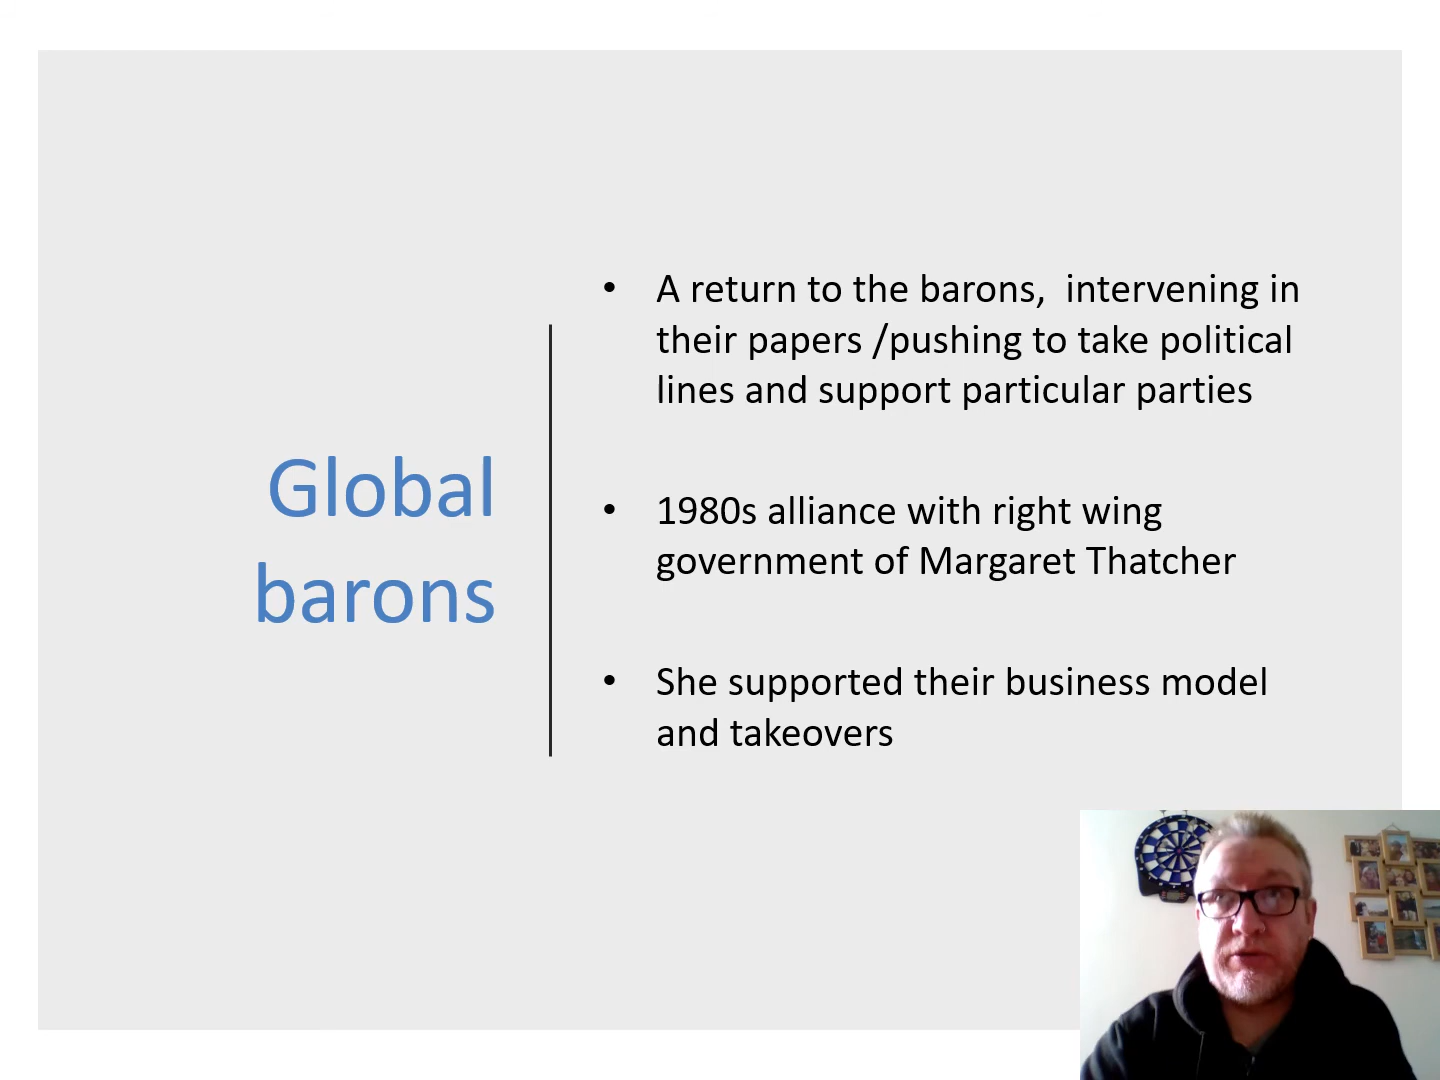 Global
barons
• A return to the barons,  intervening in
their papers /pushing to take political
lines and support particular parties
• 1980s alliance with right wing
government of Margaret Thatcher
• She supported their business model
and takeovers